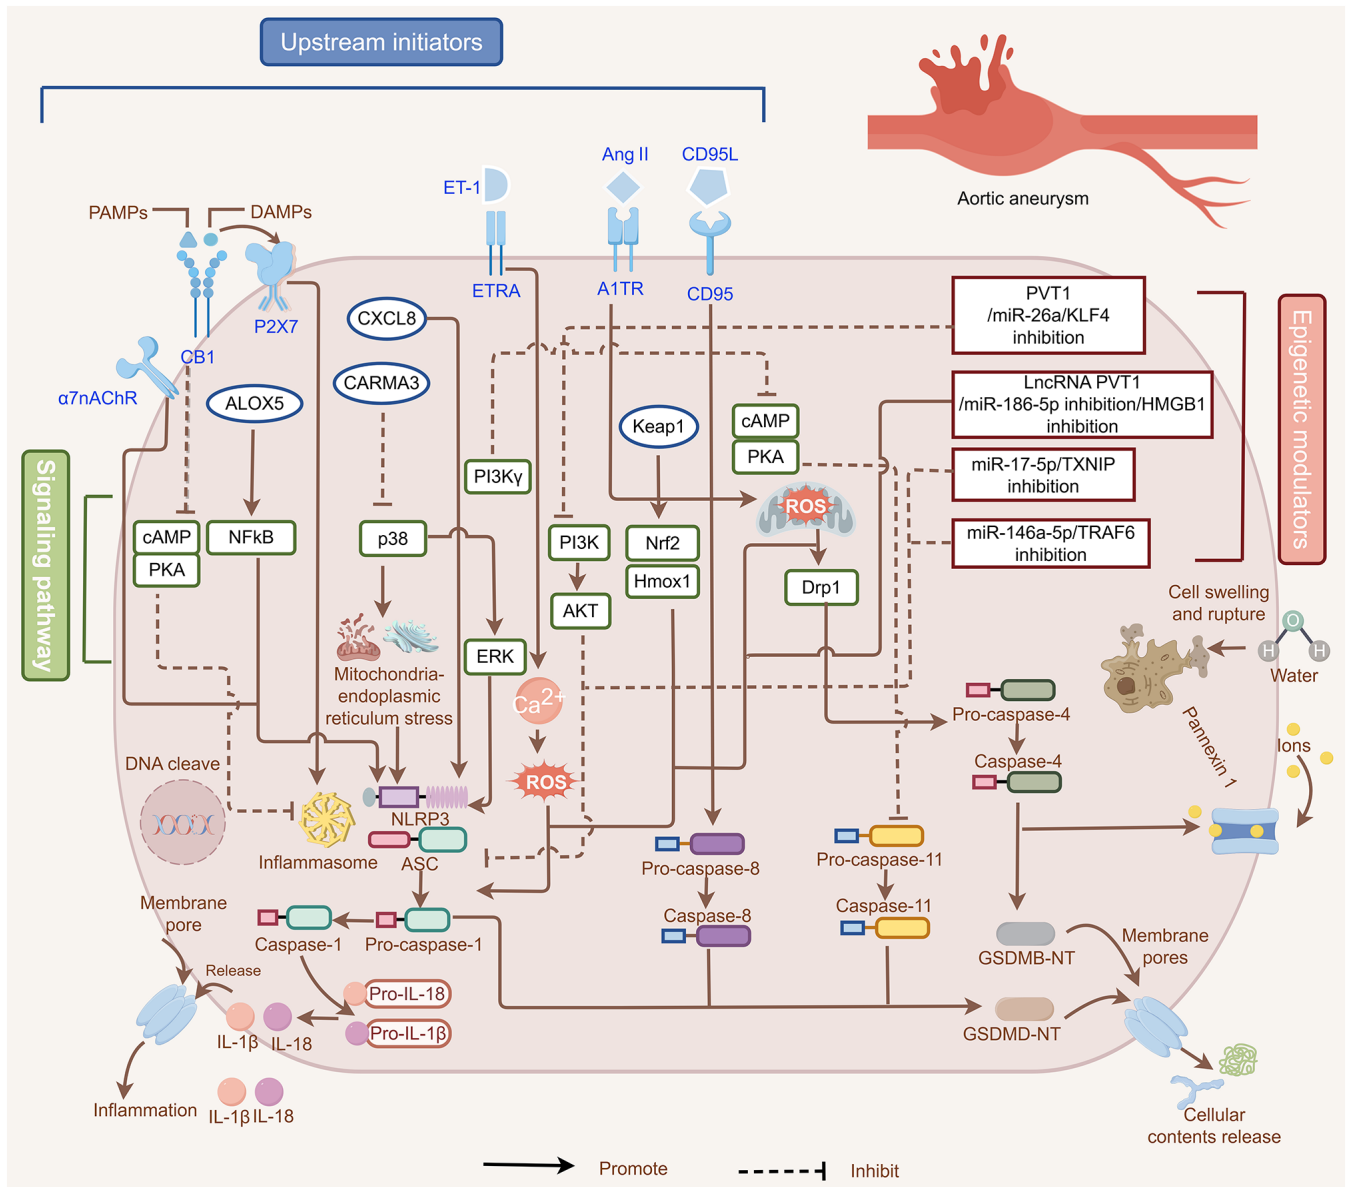 Upstream initiators
Aortic aneurysm
Ang II
CD95L
ET-1
PAMPs
DAMPs
P2X7
CB1
α7nAChR
ETRA
A1TR
CD95
CXCL8
CARMA3
ALOX5
Keap1
PVT1
/miR-26a/KLF4
inhibition
LncRNA PVT1
/miR-186-5p inhibition/HMGB1
inhibition
miR-17-5p/TXNIP
inhibition
miR-146a-5p/TRAF6
inhibition
Epigenetic modulators
Signaling pathway
cAMP
PKA
NFkB
p38
PI3Kγ
PI3K
AKT
Nrf2
Hmox1
cAMP
PKA
ROS
Drp1
ERK
Mitochondria-
endoplasmic
reticulum stress
Ca2+
ROS
DNA cleave
Inflammasome
NLRP3
ASC
Caspase-1
Pro-caspase-1
Pro-caspase-8
Caspase-8
Pro-caspase-11
Caspase-11
Pro-caspase-4
Caspase-4
Cell swelling
and rupture
O
H
H
Water
Pannexin 1
Ions
GSDMB-NT
GSDMD-NT
Membrane
pores
Membrane
pore
Release
Pro-IL-18
Pro-IL-1β
IL-1β
IL-18
Inflammation
IL-1β
IL-18
Cellular
contents release
Promote
Inhibit